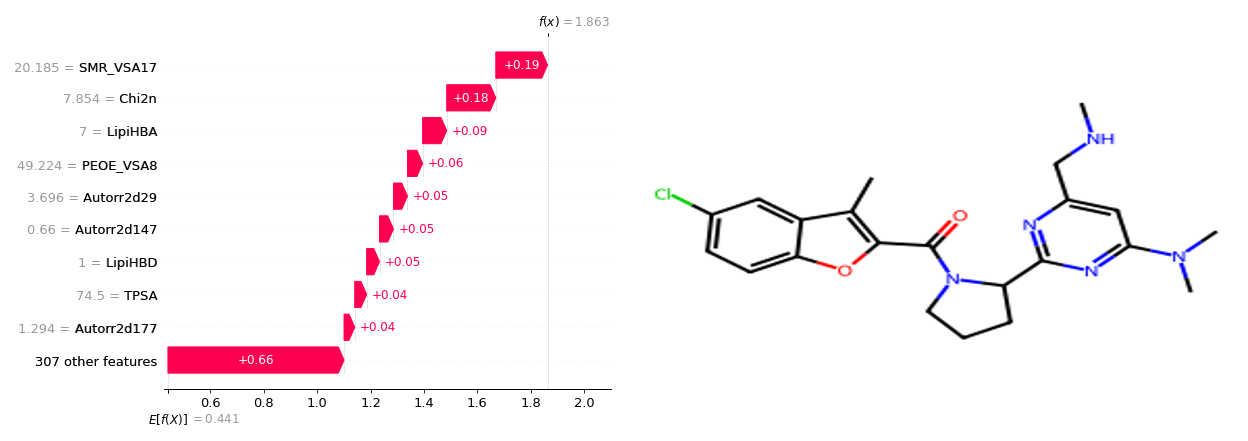 f(x) = 1.863
20.185 = SMR_VSA17
+0.19
7.854 = Chi2n
+0.18
7 = LipiHBA
+0.09
49.224 = PEOE_VSA8
+0.06
3.696 = Autorr2d29
+0.05
0.66 = Autorr2d147
+0.05
1 = LipiHBD
+0.05
74.5 = TPSA
+0.04
1.294 = Autorr2d177
+0.04
307 other features
+0.66
0.6 0.8 1.0 1.2 1.4 1.6 1.8 2.0
E[f(X)] = 0.441
NH
Cl
O
N
N
O
N
N